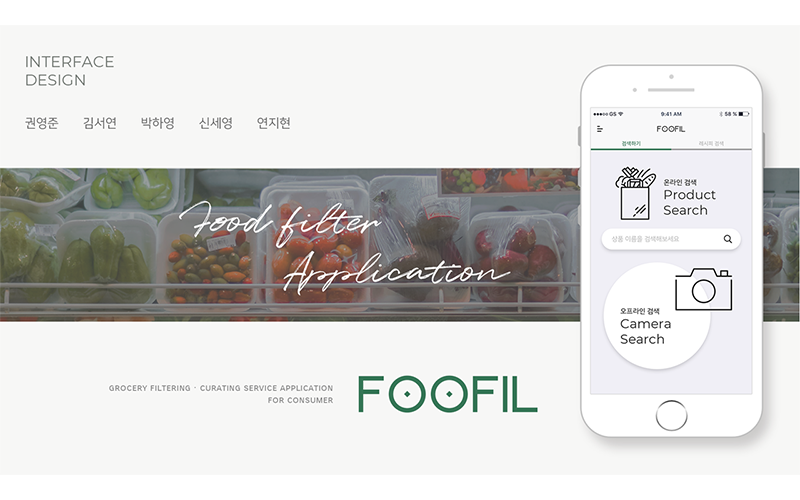 INTERFACE
DESIGN
권영준 김서연 박하영 신세영 연지현
Food filter
Application
GROCERY FILTERING · CURATING SERVICE APPLICATION
FOR CONSUMER
FOOFIL
GS 9:41 AM 58 %
FOOFIL
검색하기 레시피 검색
온라인 검색
Product
Search
상품 이름을 검색해보세요
오프라인 검색
Camera
Search